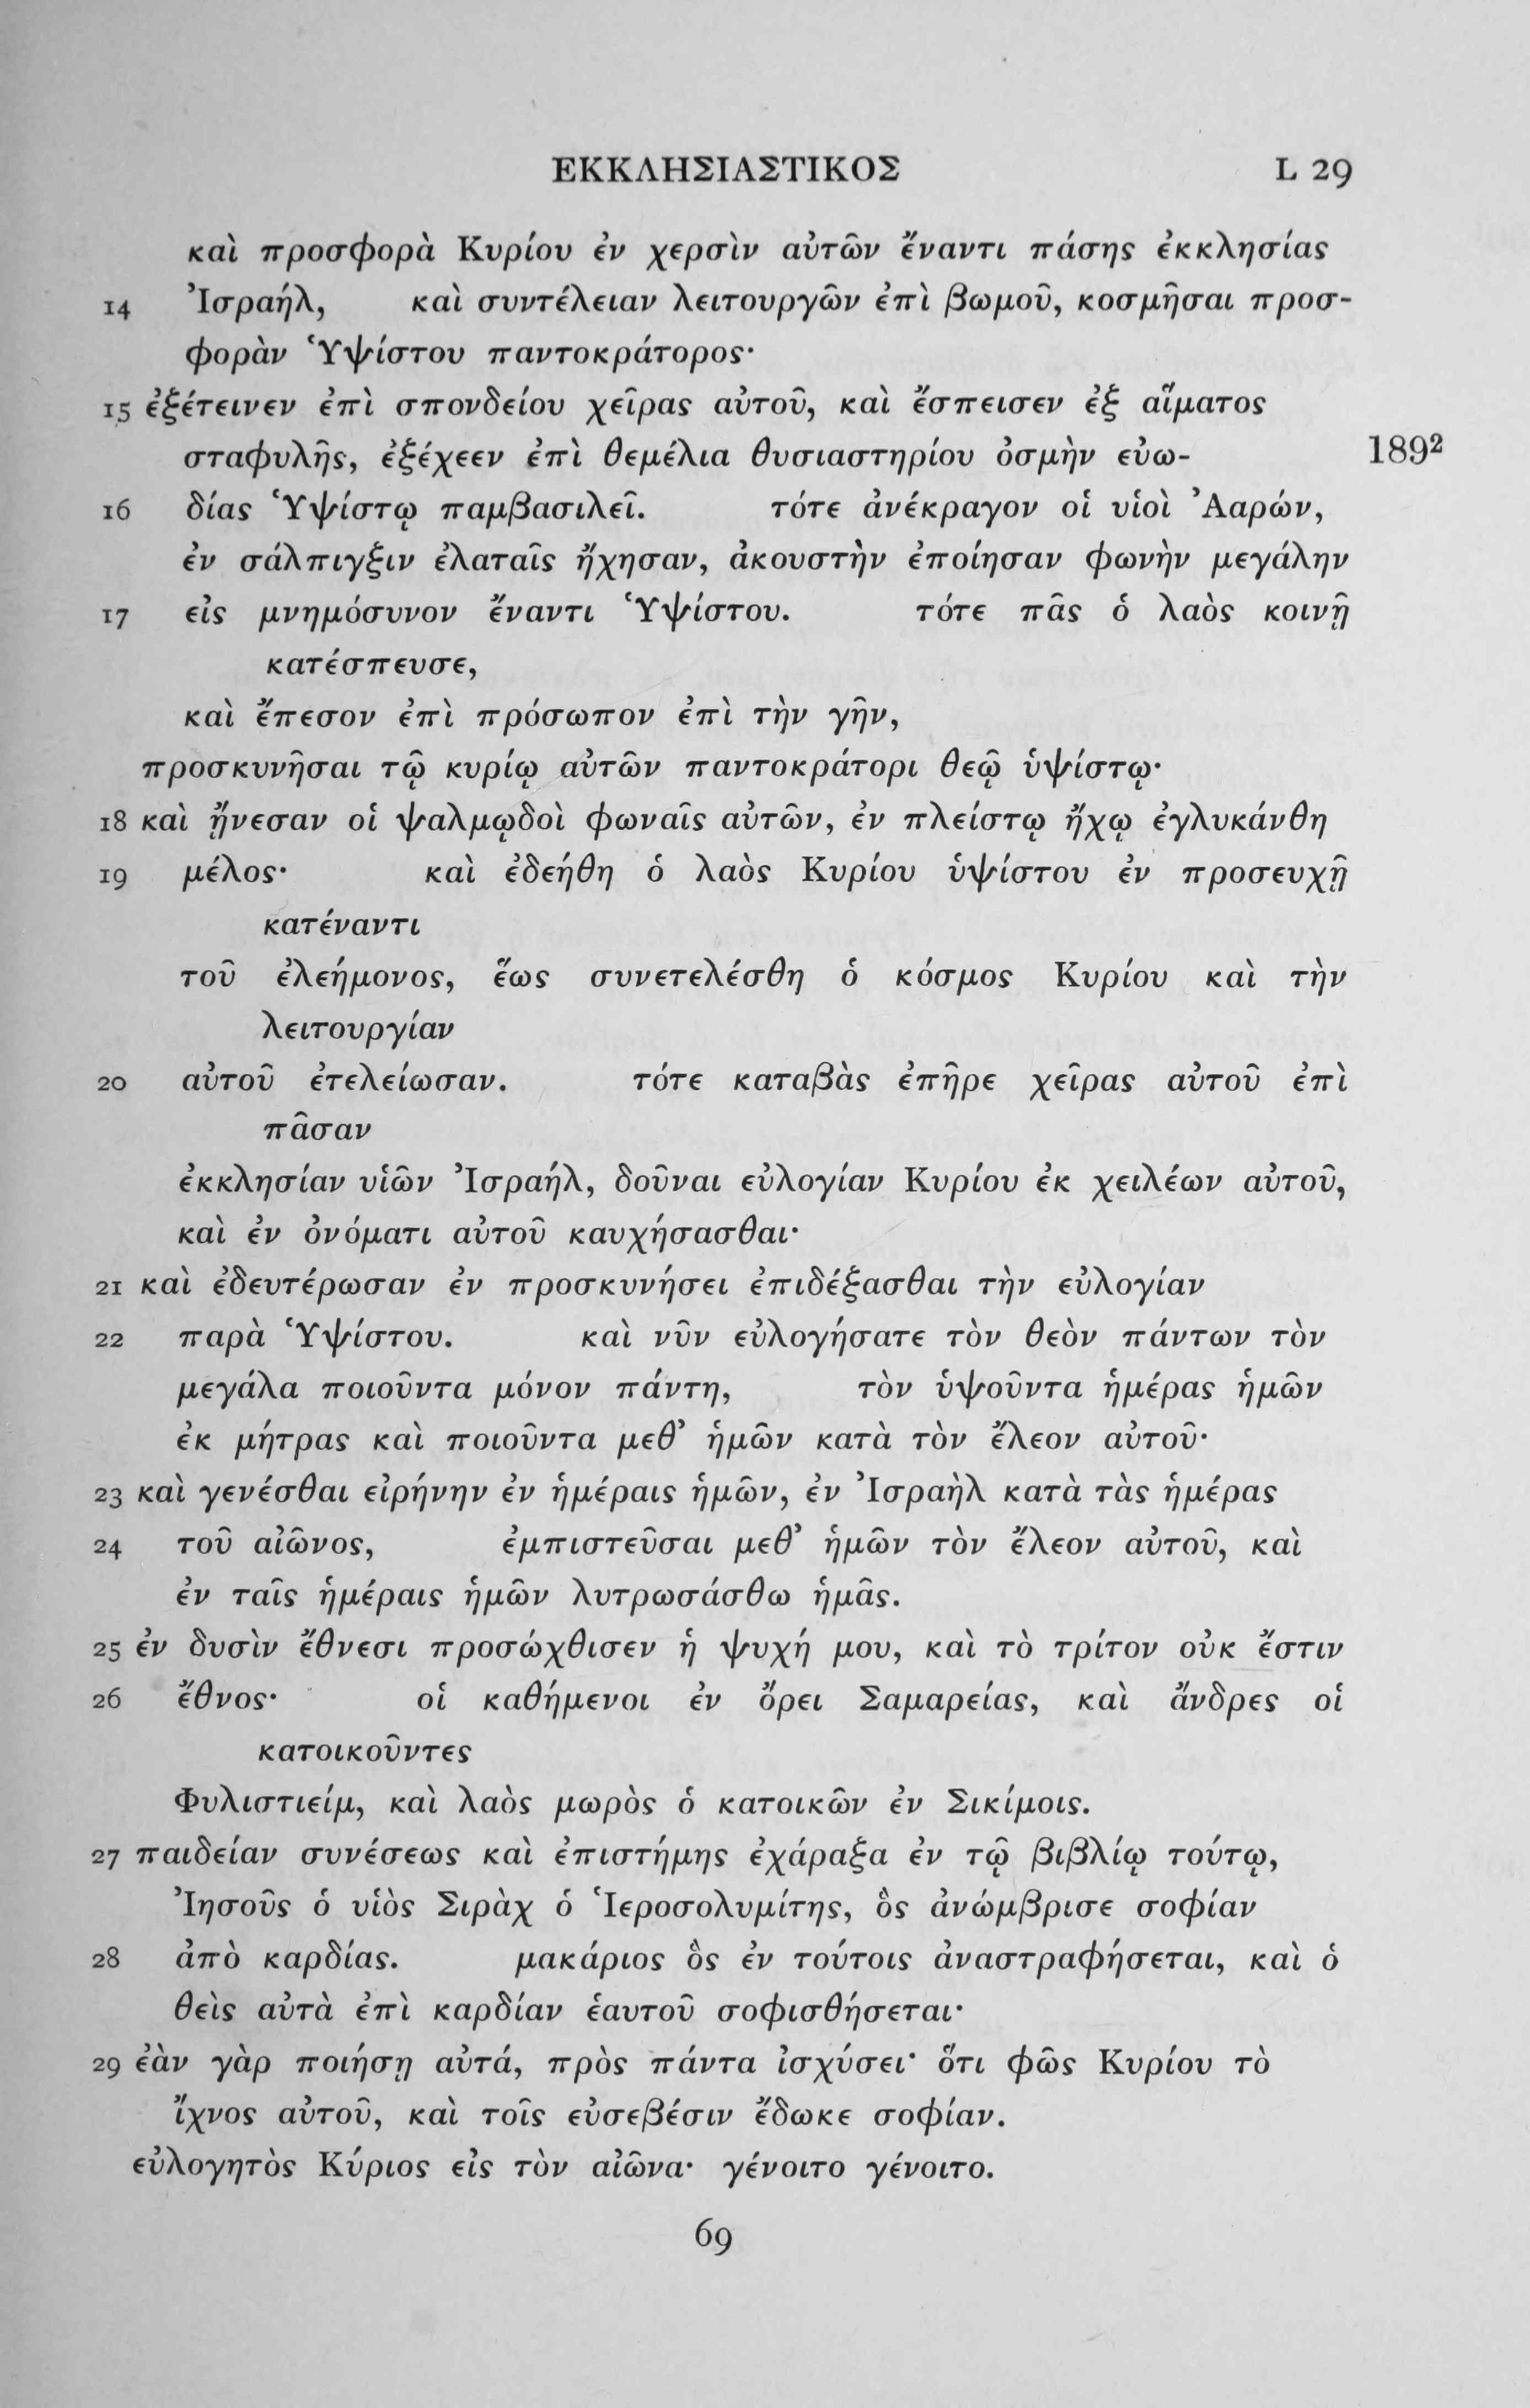 ΕΚΚΛΗΣΙΑΣΤΙΚΟΣ L 29
καὶ προσφορὰ Κυρίου ἐν χερσὶν αὐτῶν ἔναντι πάσης ἐκκλησίας
14 Ἰσραήλ, καὶ συντέλειαν λειτουργῶν ἐπὶ βωμοῦ, κοσμῆσαι προσ-
φορὰν Ὑψίστου παντοκράτορος·
15 ἐξέτεινεν ἐπὶ σπονδείου χεῖρας αὐτοῦ, καὶ ἔσπεισεν ἐξ αἵματος
σταφυλῆς, ἐξέχεεν ἐπὶ θεμέλια θυσιαστηρίου ὀσμὴν εὐω- 189²
16 δίας Ὑψίστῳ παμβασιλεῖ. τότε ἀνέκραγον οἱ υἱοὶ Ἀαρών,
ἐν σάλπιγξιν ἐλαταῖς ἤχησαν, ἀκουστὴν ἐποίησαν φωνὴν μεγάλην
17 εἰς μνημόσυνον ἔναντι Ὑψίστου. τότε πᾶς ὁ λαὸς κοινῇ
κατέσπευσε,
καὶ ἔπεσον ἐπὶ πρόσωπον ἐπὶ τὴν γῆν,
προσκυνῆσαι τῷ κυρίῳ αὐτῶν παντοκράτορι θεῷ ὑψίστῳ·
18 καὶ ᾔνεσαν οἱ ψαλμῳδοὶ φωναῖς αὐτῶν, ἐν πλείστῳ ἤχῳ ἐγλυκάνθη
19 μέλος· καὶ ἐδεήθη ὁ λαὸς Κυρίου ὑψίστου ἐν προσευχῇ
κατέναντι
τοῦ ἐλεήμονος, ἕως συνετελέσθη ὁ κόσμος Κυρίου καὶ τὴν
λειτουργίαν
20 αὐτοῦ ἐτελείωσαν. τότε καταβὰς ἐπῆρε χεῖρας αὐτοῦ ἐπὶ
πᾶσαν
ἐκκλησίαν υἱῶν Ἰσραήλ, δοῦναι εὐλογίαν Κυρίου ἐκ χειλέων αὐτοῦ,
καὶ ἐν ὀνόματι αὐτοῦ καυχήσασθαι·
21 καὶ ἐδευτέρωσαν ἐν προσκυνήσει ἐπιδέξασθαι τὴν εὐλογίαν
22 παρὰ Ὑψίστου. καὶ νῦν εὐλογήσατε τὸν θεὸν πάντων τὸν
μεγάλα ποιοῦντα μόνον πάντη, τὸν ὑψοῦντα ἡμέρας ἡμῶν
ἐκ μήτρας καὶ ποιοῦντα μεθ’ ἡμῶν κατὰ τὸν ἔλεον αὐτοῦ·
23 καὶ γενέσθαι εἰρήνην ἐν ἡμέραις ἡμῶν, ἐν Ἰσραὴλ κατὰ τὰς ἡμέρας
24 τοῦ αἰῶνος, ἐμπιστεῦσαι μεθ’ ἡμῶν τὸν ἔλεον αὐτοῦ, καὶ
ἐν ταῖς ἡμέραις ἡμῶν λυτρωσάσθω ἡμᾶς.
25 ἐν δυσὶν ἔθνεσι προσώχθισεν ἡ ψυχή μου, καὶ τὸ τρίτον οὐκ ἔστιν
26 ἔθνος· οἱ καθήμενοι ἐν ὄρει Σαμαρείας, καὶ ἄνδρες οἱ
κατοικοῦντες
Φυλιστιείμ, καὶ λαὸς μωρὸς ὁ κατοικῶν ἐν Σικίμοις.
27 παιδείαν συνέσεως καὶ ἐπιστήμης ἐχάραξα ἐν τῷ βιβλίῳ τούτῳ,
Ἰησοῦς ὁ υἱὸς Σιρὰχ ὁ Ἱεροσολυμίτης, ὃς ἀνώμβρισε σοφίαν
28 ἀπὸ καρδίας. μακάριος ὃς ἐν τούτοις ἀναστραφήσεται, καὶ ὁ
θεὶς αὐτὰ ἐπὶ καρδίαν ἑαυτοῦ σοφισθήσεται·
29 ἐὰν γὰρ ποιήσῃ αὐτά, πρὸς πάντα ἰσχύσει· ὅτι φῶς Κυρίου τὸ
ἴχνος αὐτοῦ, καὶ τοῖς εὐσεβέσιν ἔδωκε σοφίαν.
εὐλογητὸς Κύριος εἰς τὸν αἰῶνα· γένοιτο γένοιτο.
69